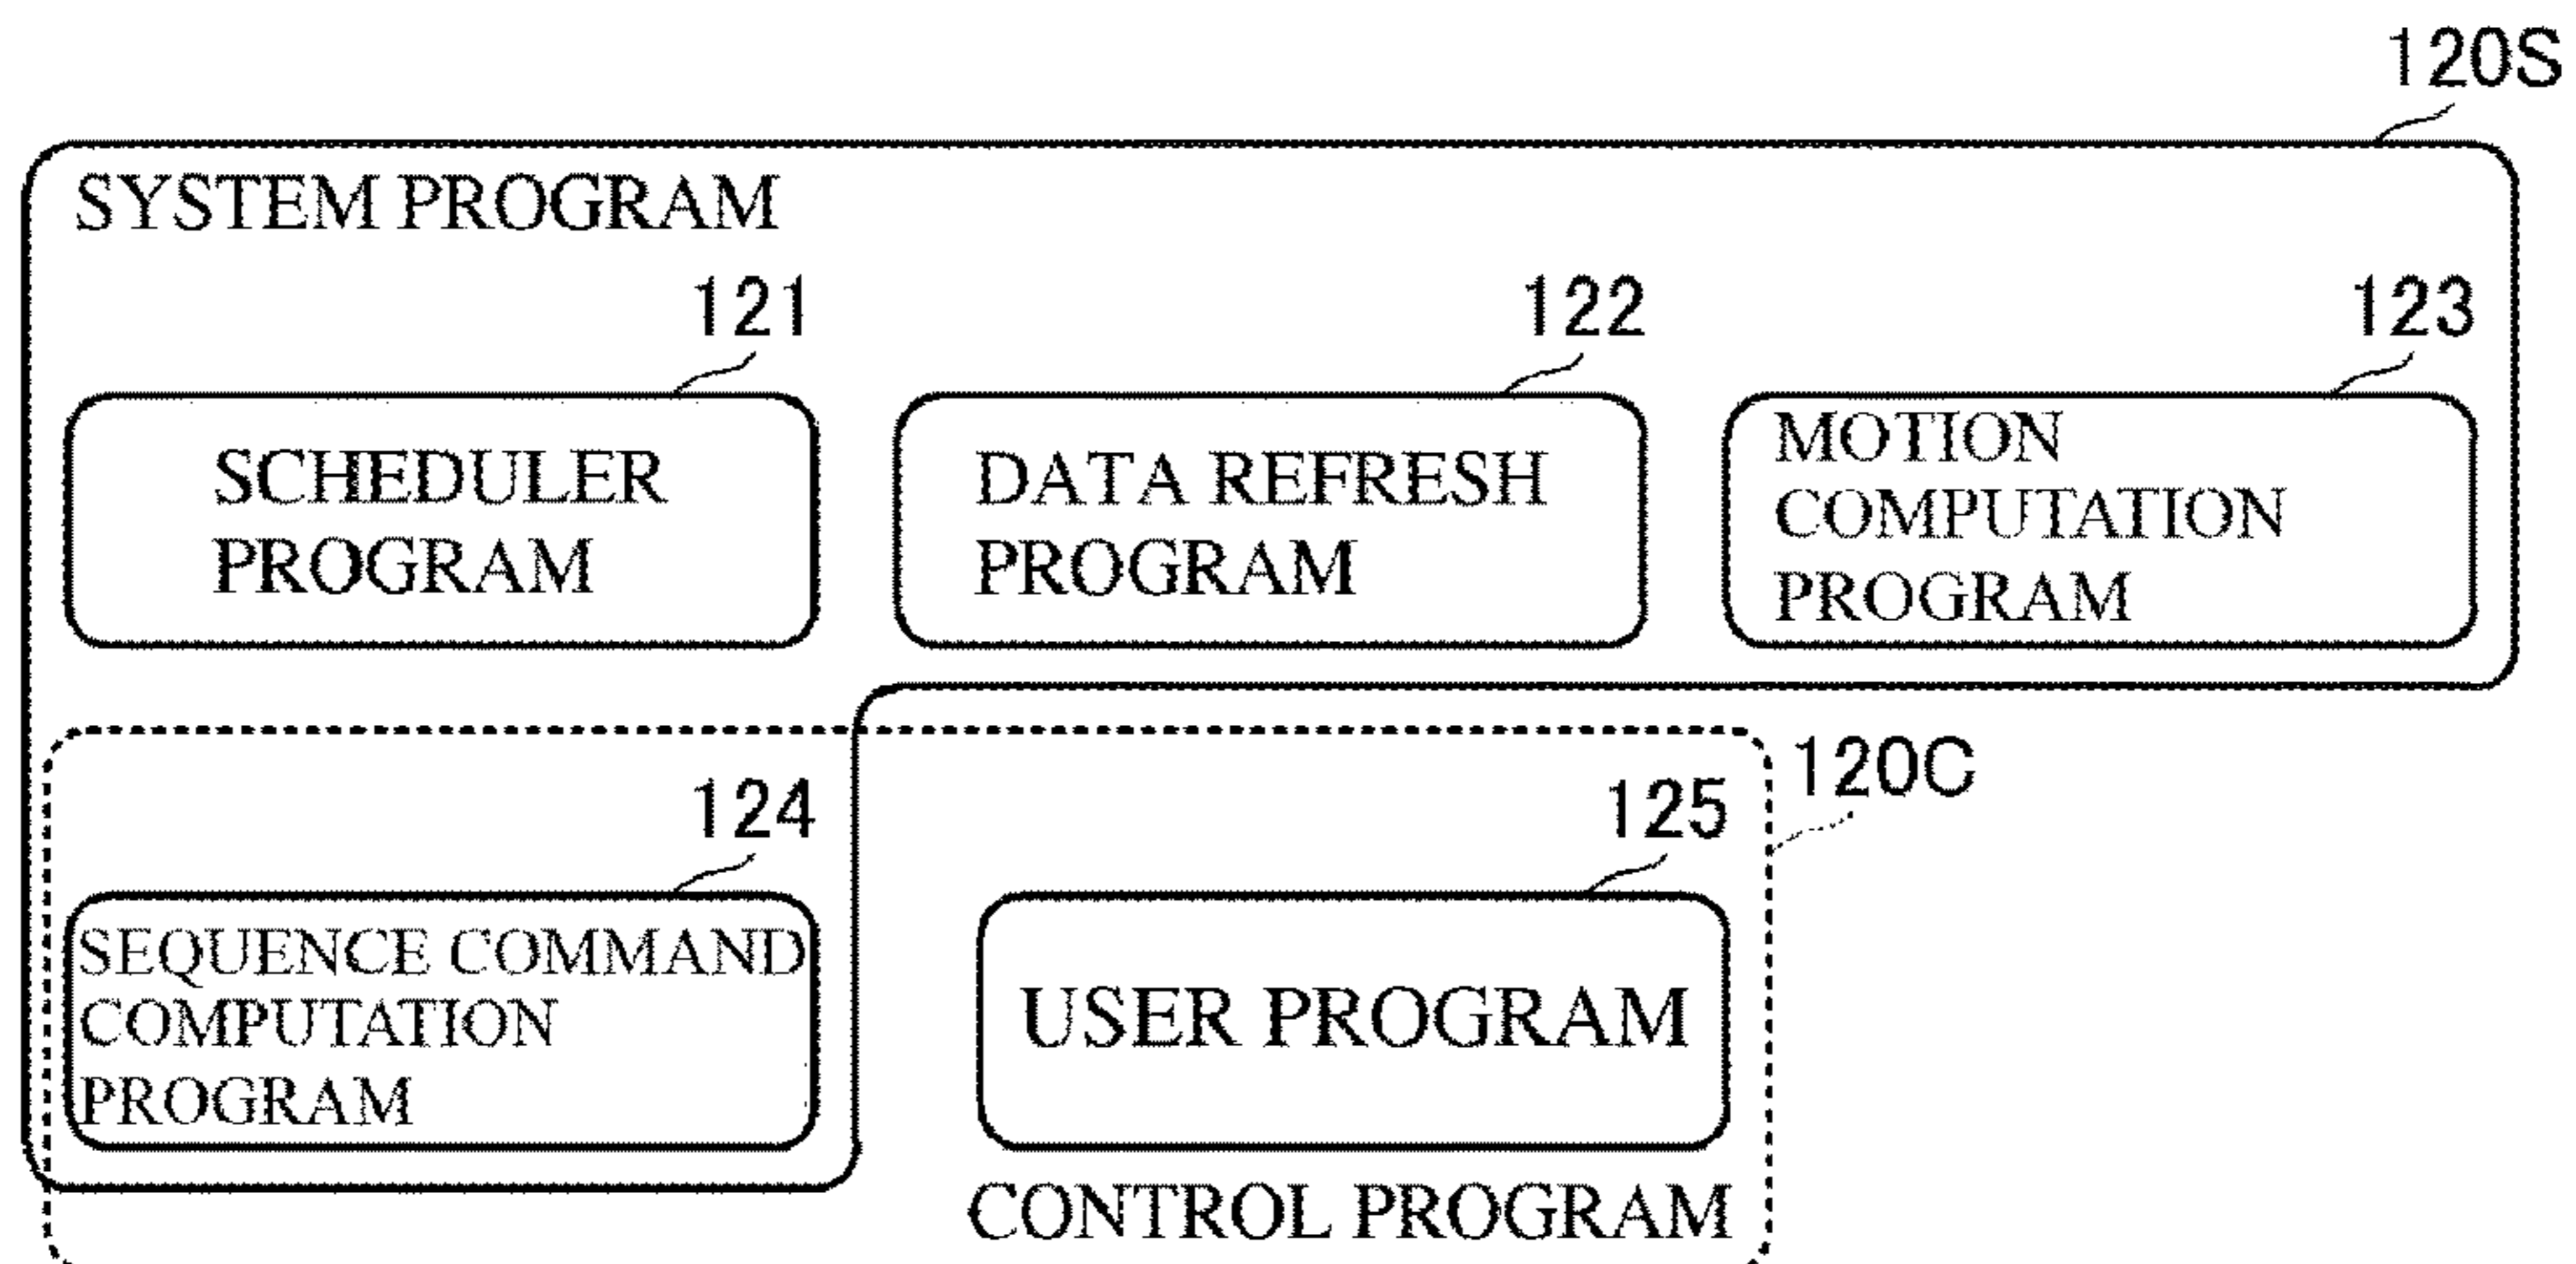 120S
SYSTEM PROGRAM
121
122
123
SCHEDULER
PROGRAM
DATA REFRESH
PROGRAM
MOTION
COMPUTATION
PROGRAM
120C
124
125
SEQUENCE COMMAND
COMPUTATION
PROGRAM
USER PROGRAM
CONTROL PROGRAM